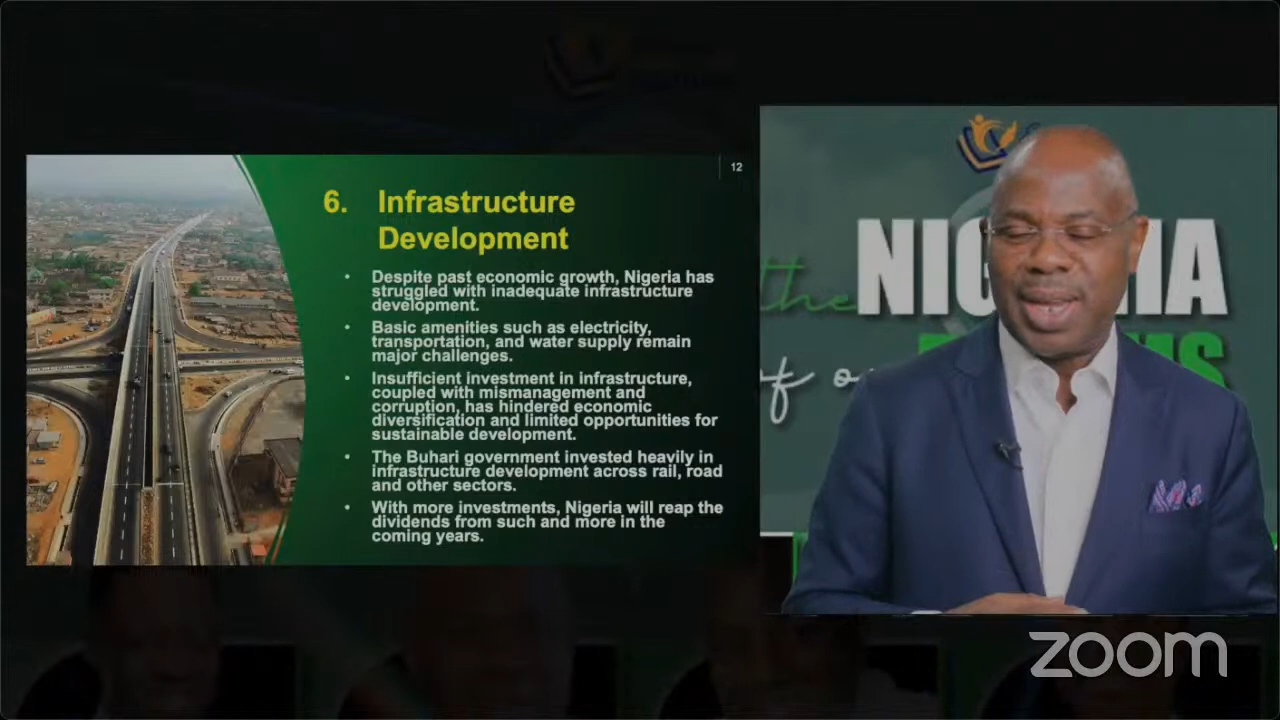 12
6. Infrastructure
Development
• Despite past economic growth, Nigeria has
struggled with inadequate infrastructure
development.
• Basic amenities such as electricity,
transportation, and water supply remain
major challenges.
• Insufficient investment in infrastructure,
coupled with mismanagement and
corruption, has hindered economic
diversification and limited opportunities for
sustainable development.
• The Buhari government invested heavily in
infrastructure development across rail, road
and other sectors.
• With more investments, Nigeria will reap the
dividends from such and more in the
coming years.
the
of
zoom